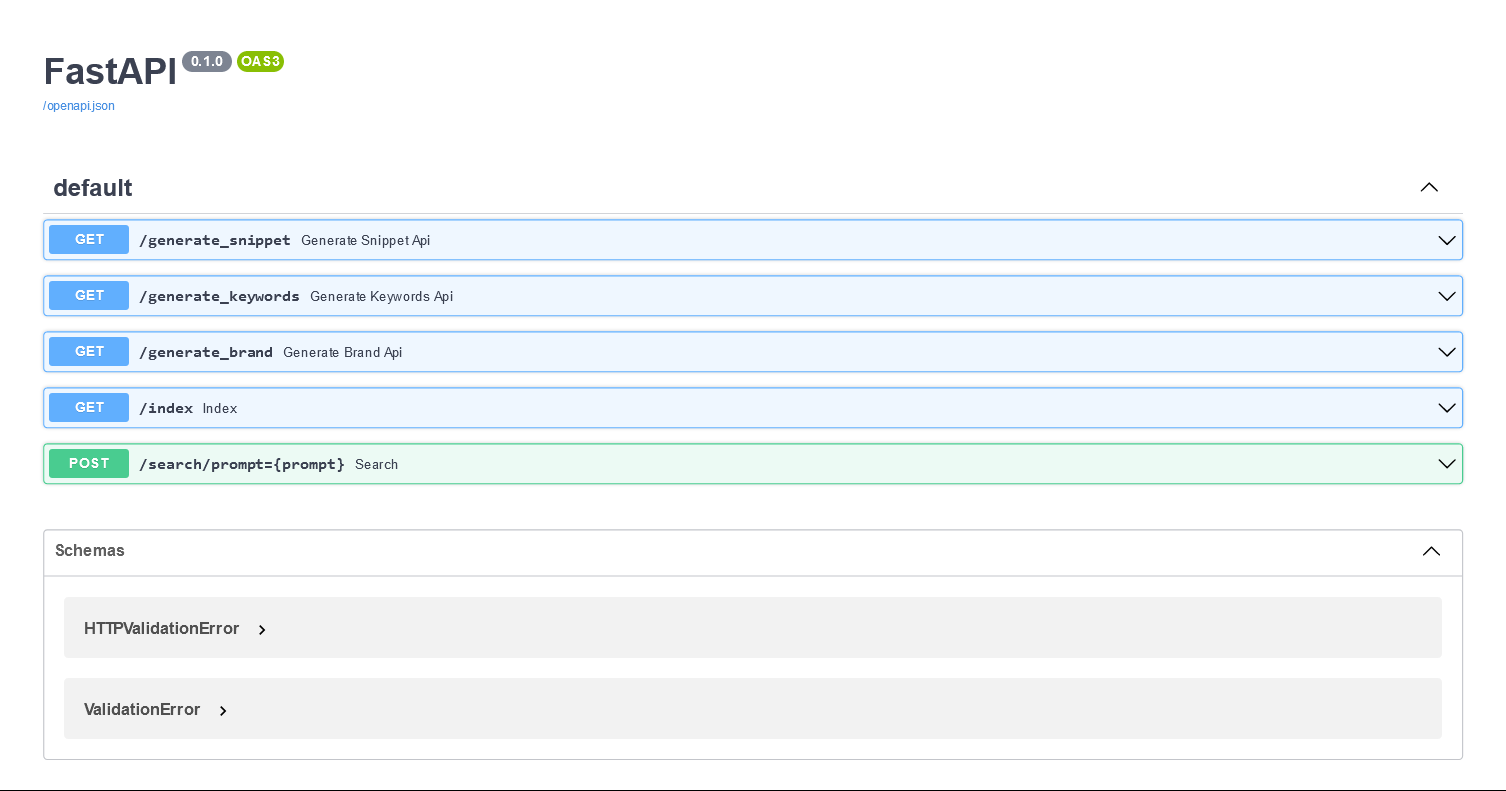 FastAPI 0.1.0 OAS3
/openapi.json
default
GET /generate_snippet Generate Snippet Api
GET /generate_keywords Generate Keywords Api
GET /generate_brand Generate Brand Api
GET /index Index
POST /search/prompt={prompt} Search
Schemas
HTTPValidationError
ValidationError